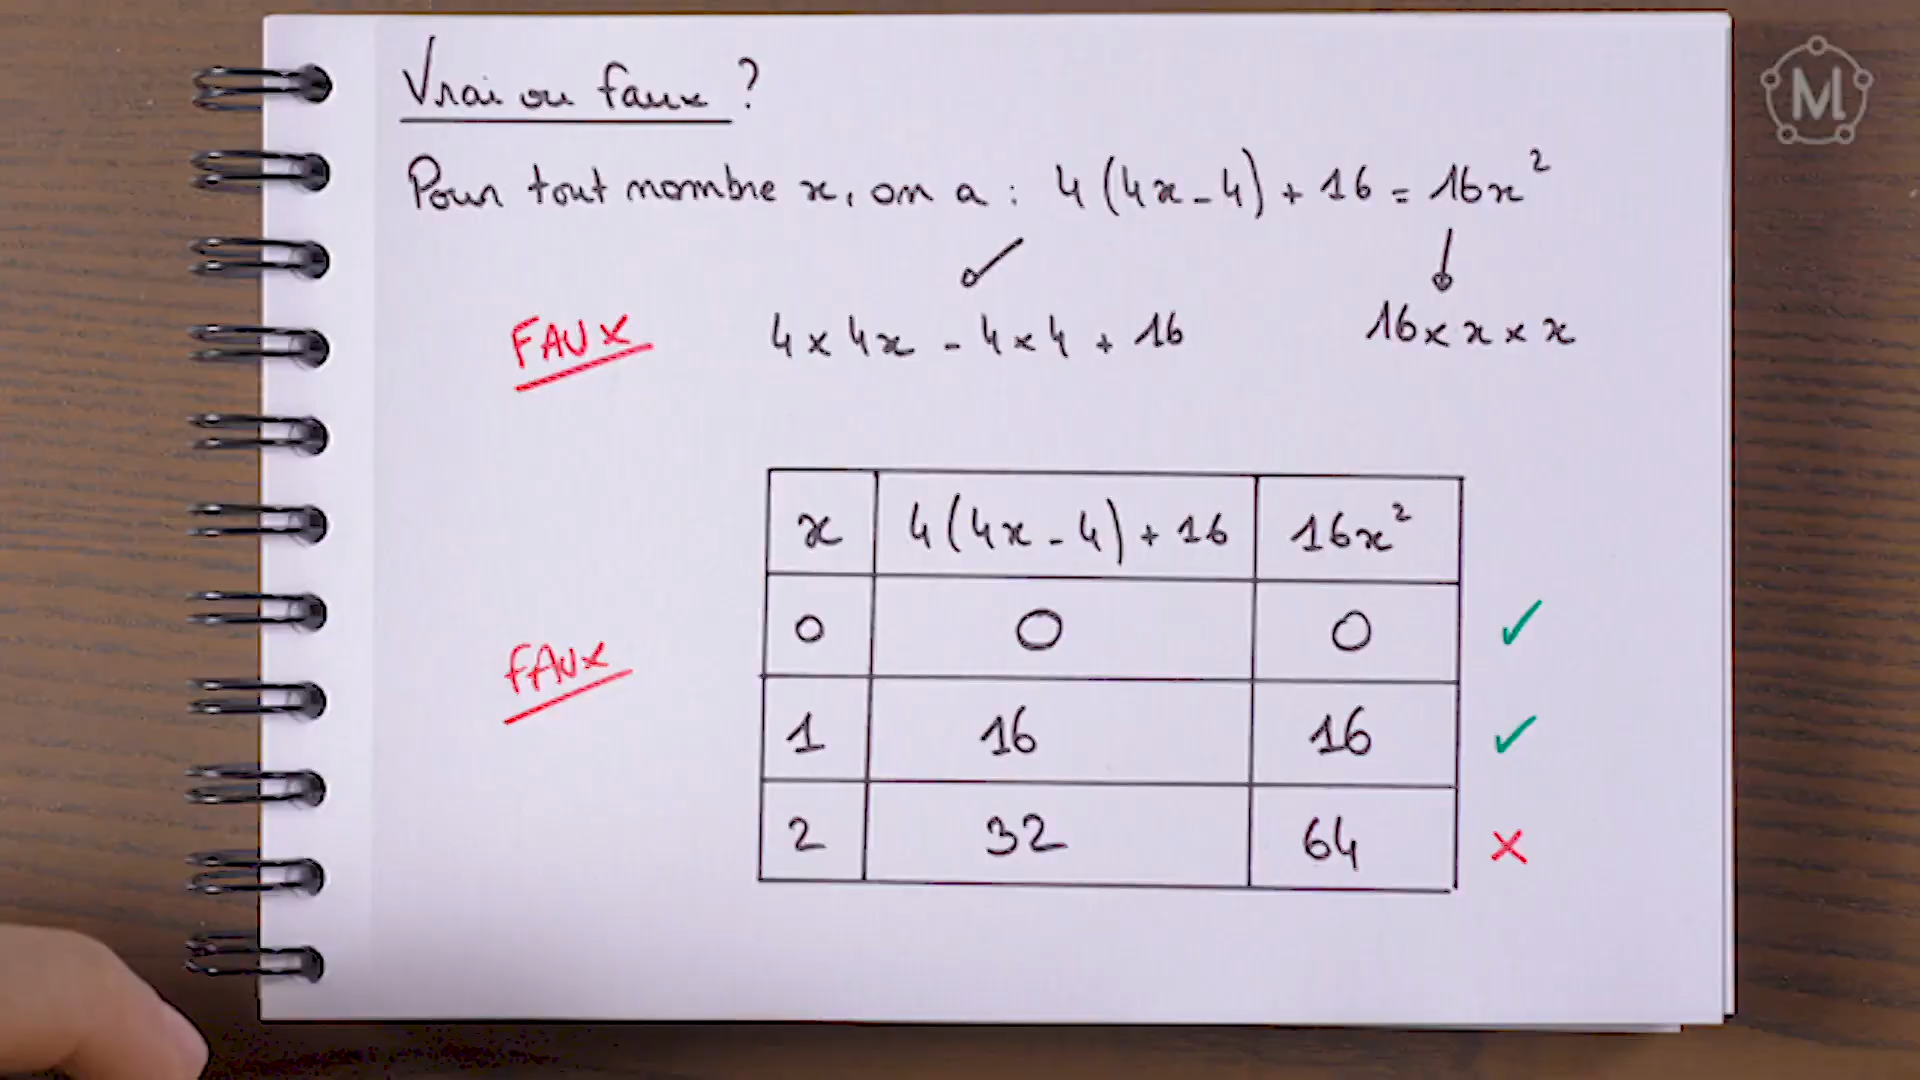 Vrai ou faux ?
Pour tout nombre x, on a : 4(4x-4)+16=16x²
FAUX 4×4x-4×4+16 16×x×x
x 4(4x-4)+16 16x²
0 0 0 ✓
FAUX
1 16 16 ✓
2 32 64 ×
M